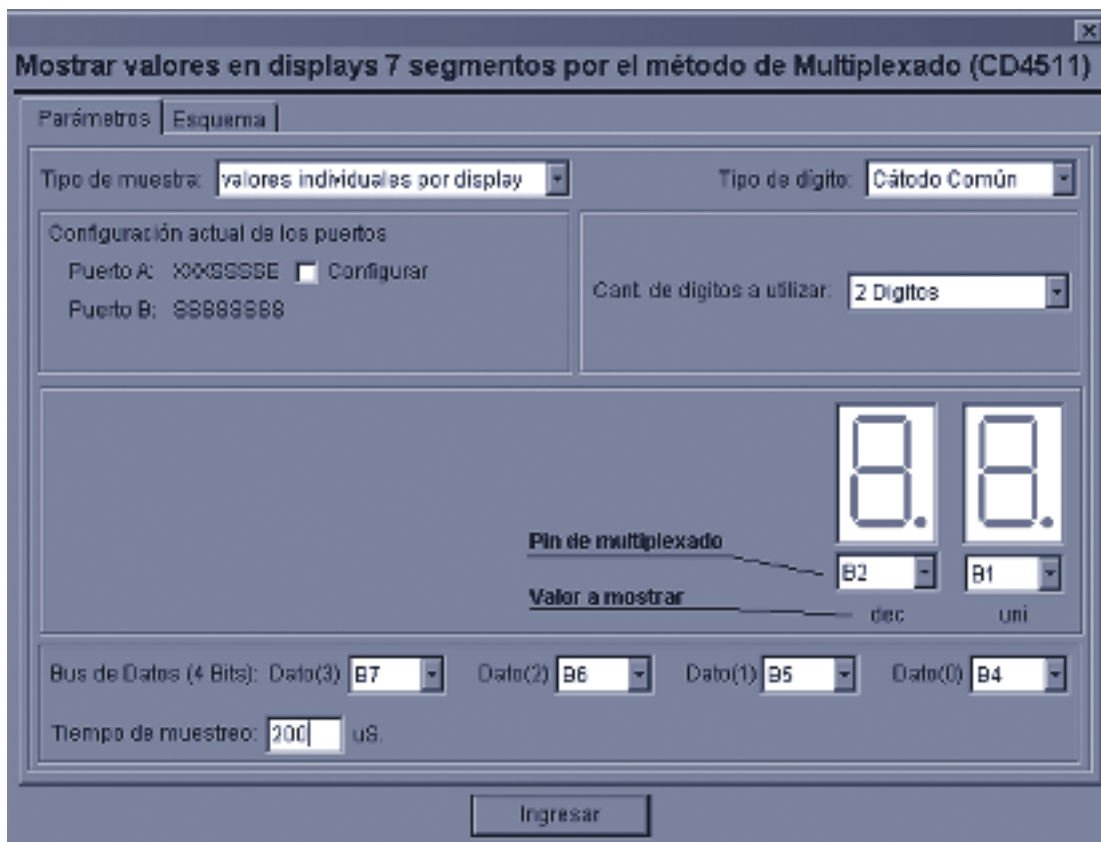 Mostrar valores en displays 7 segmentos por el método de Multiplexado (CD4511)
Parámetros Esquema
Tipo de muestra: valores individuales por display Tipo de dígito: Cátodo Común
Configuración actual de los puertos
Puerto A: XXXSSSSE Configurar
Cant. de digitos a utilizar: 2 Digitos
Puerto B: SSSSSSSS
Pin de multiplexado
B2 B1
Valor a mostrar
dec uni
Bus de Datos (4 Bits): Dato(3) B7 Dato(2) B6 Dato(1) B5 Dato(0) B4
Tiempo de muestreo: 200 uS.
Ingresar